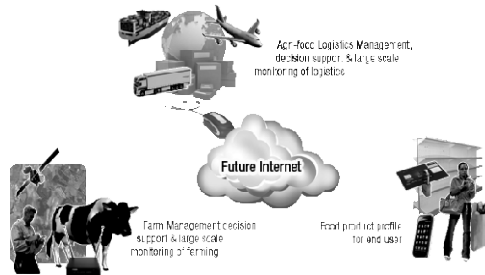 Agri-food Logistics Management,
decision support & large scale
monitoring of logistics
Future Internet
Farm Management decision
support & large scale
monitoring of farming
Food product profile
for end user